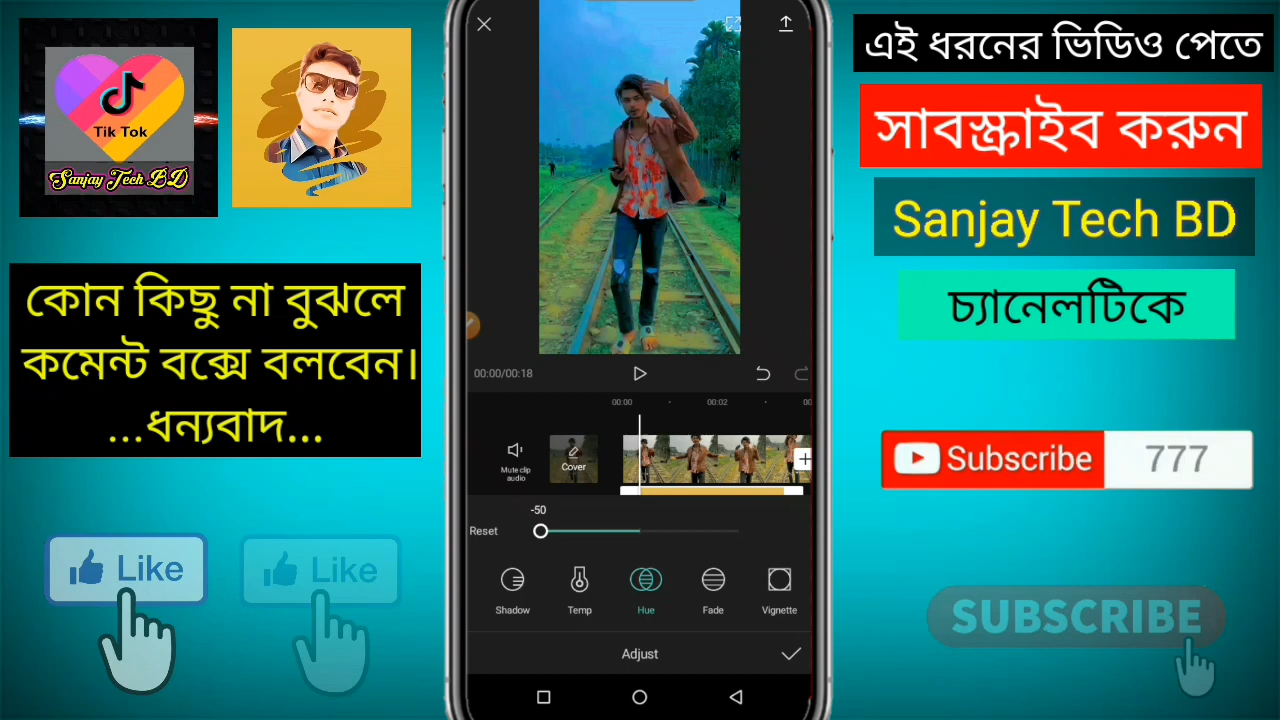 Tik Tok
Sanjay Tech BD
কোন কিছু না বুঝলে
কমেন্ট বক্সে বলবেন।
...ধন্যবাদ...
Like
Like
00:00/00:18
00:00
00:02
Mute clip
audio
Cover
-50
Reset
Shadow
Temp
Hue
Fade
Vignette
Adjust
এই ধরনের ভিডিও পেতে
সাবস্ক্রাইব করুন
Sanjay Tech BD
চ্যানেলটিকে
Subscribe
777
SUBSCRIBE